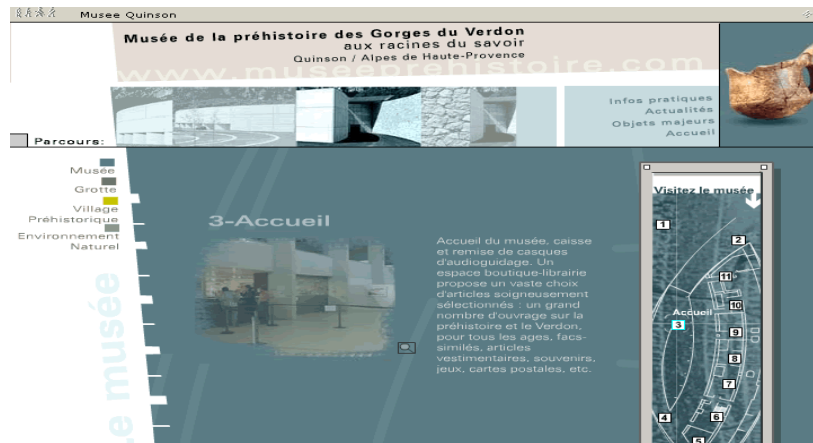 Musee Quinson
Musée de la préhistoire des Gorges du Verdon
aux racines du savoir
Quinson / Alpes de Haute-Provence
www.museeprehistoire.com
Infos pratiques
Actualités
Objets majeurs
Accueil
Parcours:
Musée
Grotte
Village
Préhistorique
Environnement
Naturel
Le musée
3-Accueil
Accueil du musée, caisse
et remise de casques
d'audioguidage. Un
espace boutique-librairie
propose un vaste choix
d'articles soigneusement
sélectionnés : un grand
nombre d'ouvrage sur la
préhistoire et le Verdon,
pour tous les ages, facs-
similés, articles
vestimentaires, souvenirs,
jeux, cartes postales, etc.
Visitez le musée
1
2
11
10
Accueil
3
9
8
7
4
6
5